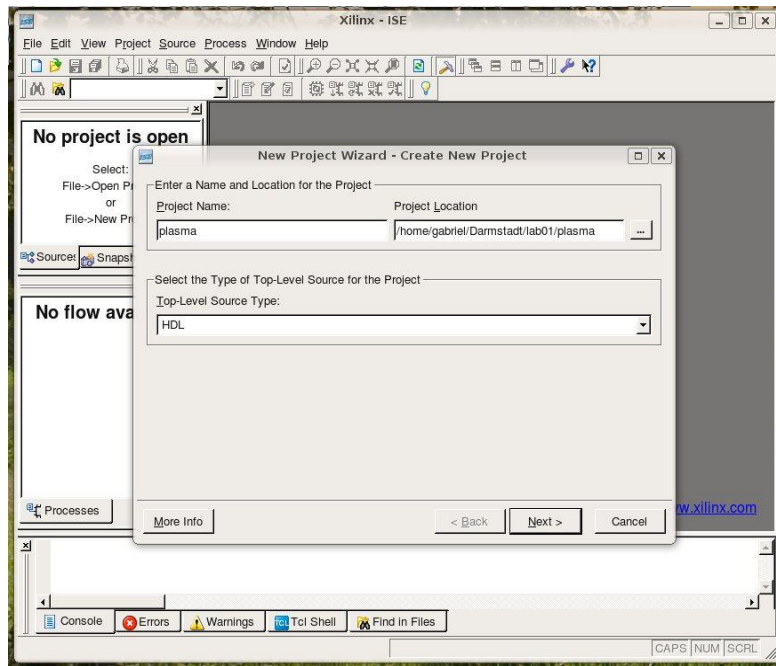 Xilinx - ISE
File Edit View Project Source Process Window Help
No project is open
Select:
File->Open
or
File->New
Sources
No flow
Processes
New Project Wizard - Create New Project
Enter a Name and Location for the Project
Project Name:
Project Location
plasma
/home/gabriel/Darmstadt/lab01/plasma
...
Select the Type of Top-Level Source for the Project
Top-Level Source Type:
HDL
More Info
< Back
Next >
Cancel
w.xilinx.com
Console
Errors
Warnings
TCL
Tcl Shell
Find in Files
CAPS NUM SCRL